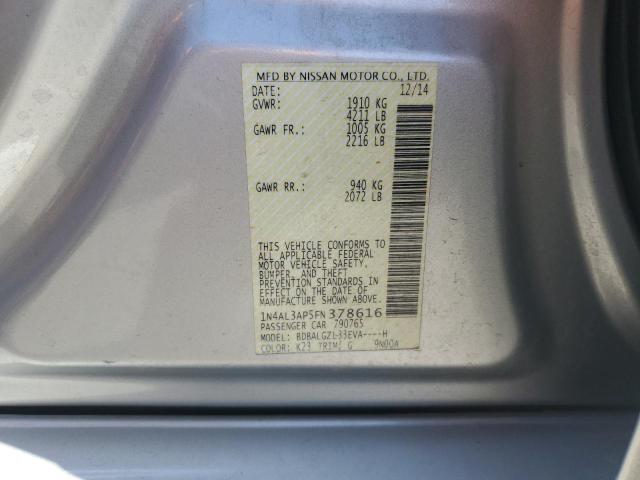 MFD BY NISSAN MOTOR CO., LTD.
DATE: 12/14
GVWR: 1910 KG
4211 LB
GAWR FR.: 1005 KG
2216 LB
GAWR RR.: 940 KG
2072 LB
THIS VEHICLE CONFORMS TO
ALL APPLICABLE FEDERAL
MOTOR VEHICLE SAFETY,
BUMPER, AND THEFT
PREVENTION STANDARDS
IN EFFECT ON THE DATE OF
MANUFACTURE SHOWN ABOVE.
1N4AL3AP5FN378616
PASSENGER CAR 790765
MODEL: BDBALGZL33EVA----H
COLOR: K23 TRIM: G 9N00A